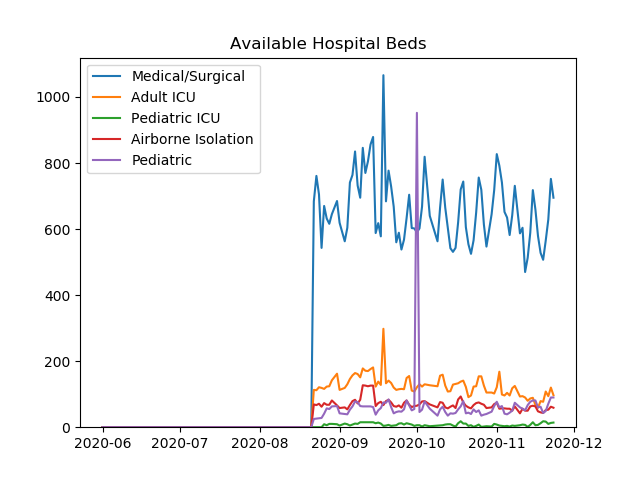 Available Hospital Beds
Medical/Surgical
Adult ICU
Pediatric ICU
Airborne Isolation
Pediatric
1000
800
600
400
200
0
2020-06 2020-07 2020-08 2020-09 2020-10 2020-11 2020-12